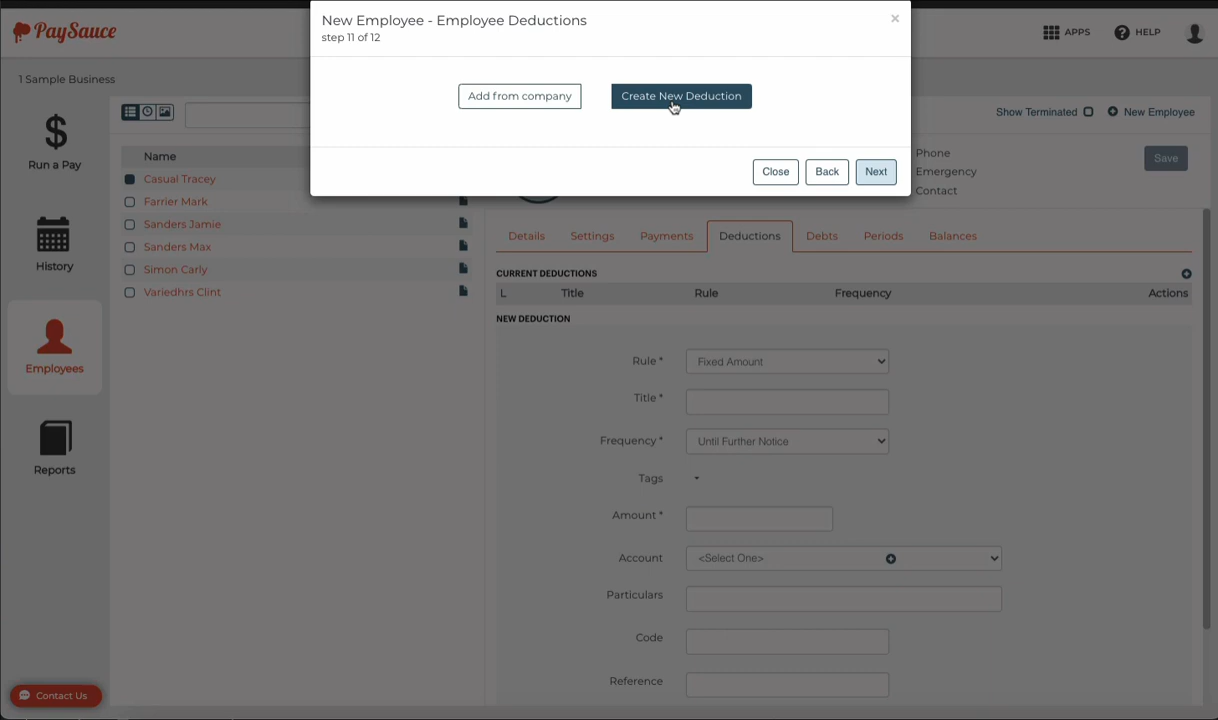 New Employee - Employee Deductions
×
step 11 of 12
PaySauce
APPS
? HELP
Add from company
Create New Deduction
Close
Back
Next
1 Sample Business
Show Terminated
New Employee
$
Run a Pay
History
Employees
Reports
Contact Us
Name
Casual Tracey
Farrier Mark
Sanders Jamie
Sanders Max
Simon Carly
Variedhrs Clint
Phone
Emergency
Contact
Save
Details
Settings
Payments
Deductions
Debts
Periods
Balances
CURRENT DEDUCTIONS
L
Title
Rule
Frequency
Actions
NEW DEDUCTION
Rule *
Fixed Amount
Title *
Frequency *
Until Further Notice
Tags
Amount *
Account
<Select One>
Particulars
Code
Reference